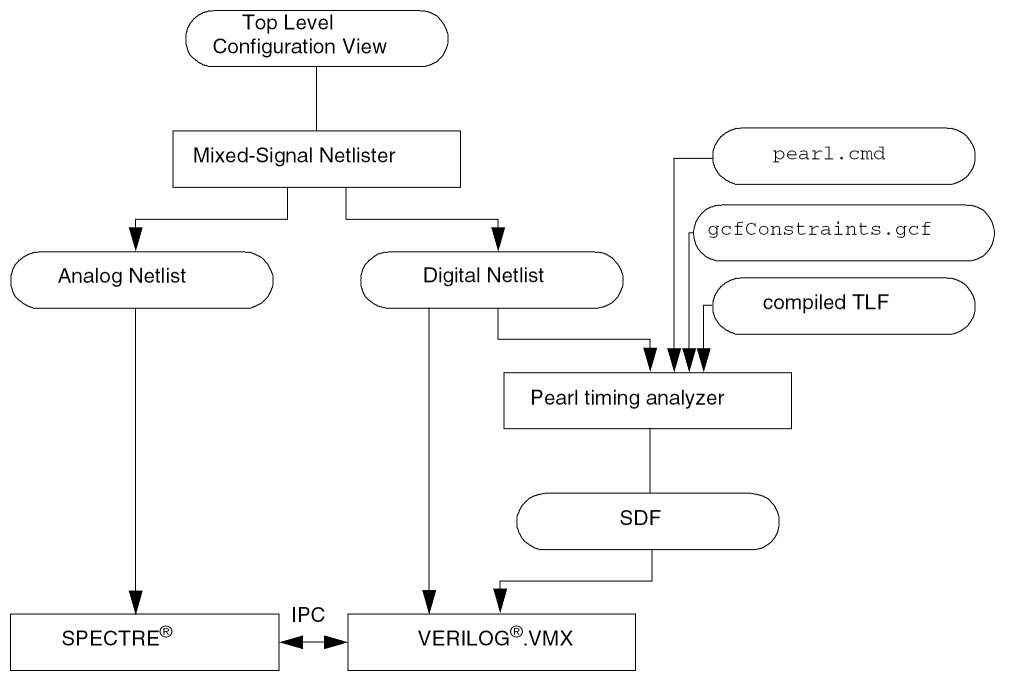 Top Level
Configuration View
Mixed-Signal Netlister
pearl.cmd
gcfConstraints.gcf
Analog Netlist
Digital Netlist
compiled TLF
Pearl timing analyzer
SDF
IPC
SPECTRE®
VERILOG®.VMX